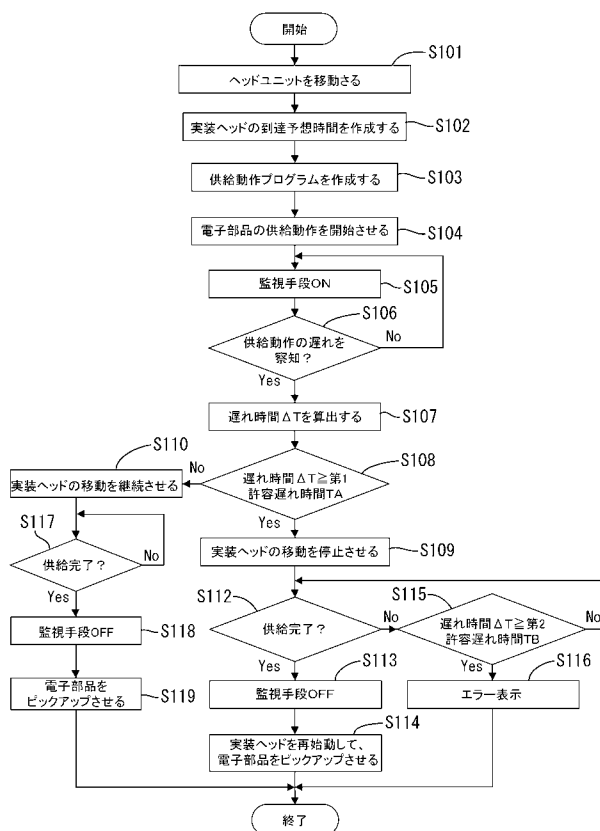 開始
S101
ヘッドユニットを移動さる
S102
実装ヘッドの到達予想時間を作成する
S103
供給動作プログラムを作成する
S104
電子部品の供給動作を開始させる
S105
監視手段ON
S106
供給動作の遅れを
察知？
No
Yes
S107
遅れ時間ΔTを算出する
S108
遅れ時間ΔT≧第1
許容遅れ時間TA
No
Yes
S110
実装ヘッドの移動を継続させる
S109
実装ヘッドの移動を停止させる
S117
供給完了？
No
Yes
S112
供給完了？
No
Yes
S115
遅れ時間ΔT≧第2
許容遅れ時間TB
No
Yes
S118
監視手段OFF
S113
監視手段OFF
S116
エラー表示
S119
電子部品を
ピックアップさせる
S114
実装ヘッドを再始動して、
電子部品をピックアップさせる
終了